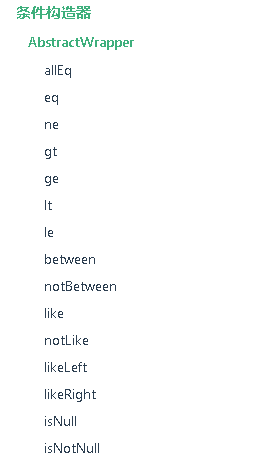 条件构造器
AbstractWrapper
allEq
eq
ne
gt
ge
lt
le
between
notBetween
like
notLike
likeLeft
likeRight
isNull
isNotNull